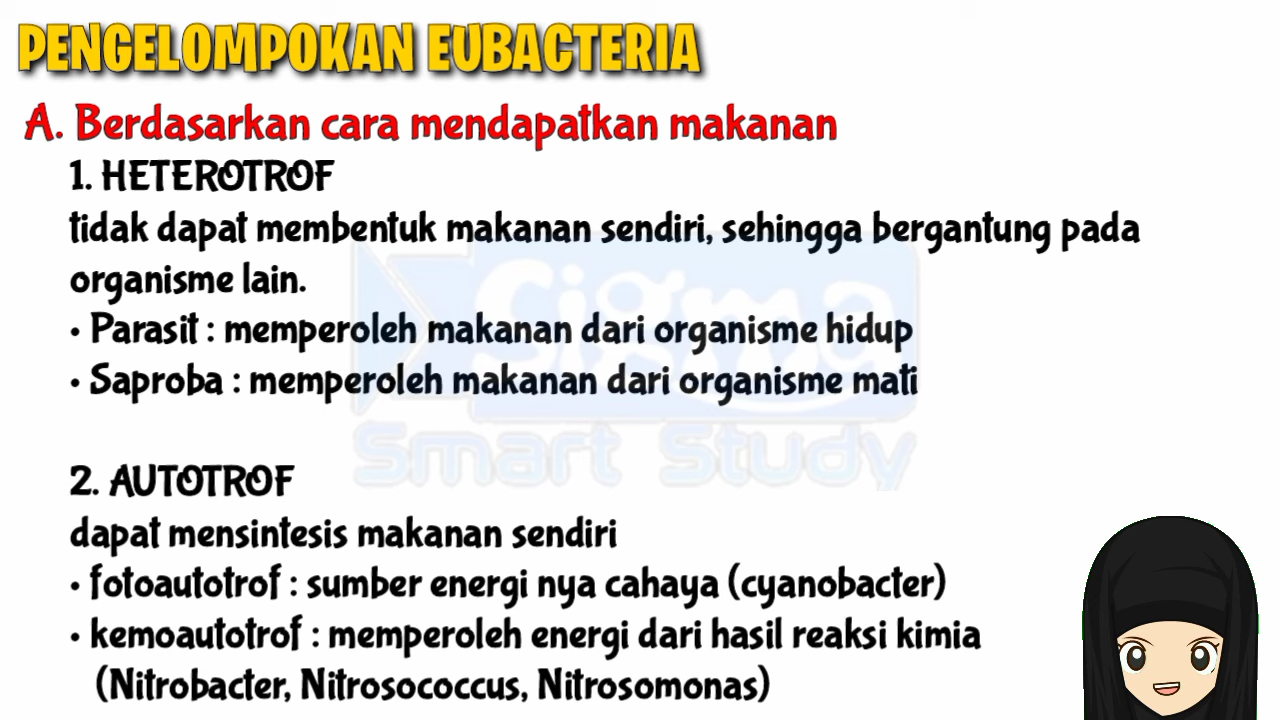 PENGELOMPOKAN EUBACTERIA
A. Berdasarkan cara mendapatkan makanan
1. HETEROTROF
tidak dapat membentuk makanan sendiri, sehingga bergantung pada
organisme lain.
• Parasit : memperoleh makanan dari organisme hidup
• Saproba : memperoleh makanan dari organisme mati
Sigma
Smart Study
2. AUTOTROF
dapat mensintesis makanan sendiri
• fotoautotrof : sumber energi nya cahaya (cyanobacter)
• kemoautotrof : memperoleh energi dari hasil reaksi kimia
(Nitrobacter, Nitrosococcus, Nitrosomonas)